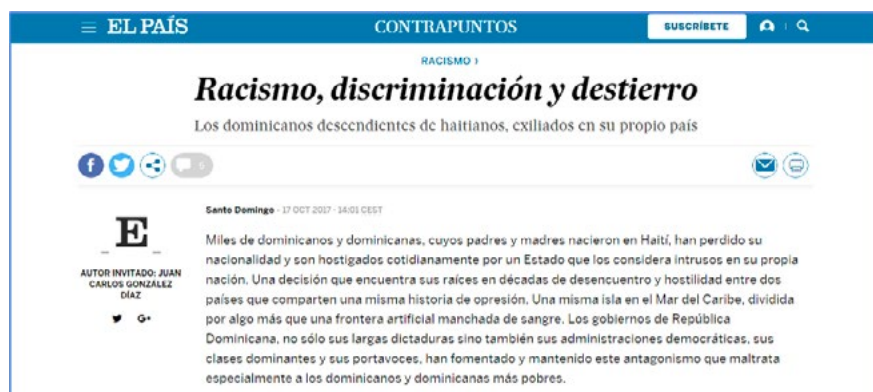 EL PAÍS
CONTRAPUNTOS
SUSCRÍBETE
RACISMO
Racismo, discriminación y destierro
Los dominicanos descendientes de haitianos, exiliados en su propio país
5
Santo Domingo - 17 OCT 2017 - 14:01 CEST
E
AUTOR INVITADO: JUAN
CARLOS GONZÁLEZ
DÍAZ
G+
Miles de dominicanos y dominicanas, cuyos padres y madres nacieron en Haití, han perdido su
nacionalidad y son hostigados cotidianamente por un Estado que los considera intrusos en su propia
nación. Una decisión que encuentra sus raíces en décadas de desencuentro y hostilidad entre dos
países que comparten una misma historia de opresión. Una misma isla en el Mar del Caribe, dividida
por algo más que una frontera artificial manchada de sangre. Los gobiernos de República
Dominicana, no sólo sus largas dictaduras sino también sus administraciones democráticas, sus
clases dominantes y sus portavoces, han fomentado y mantenido este antagonismo que maltrata
especialmente a los dominicanos y dominicanas más pobres.